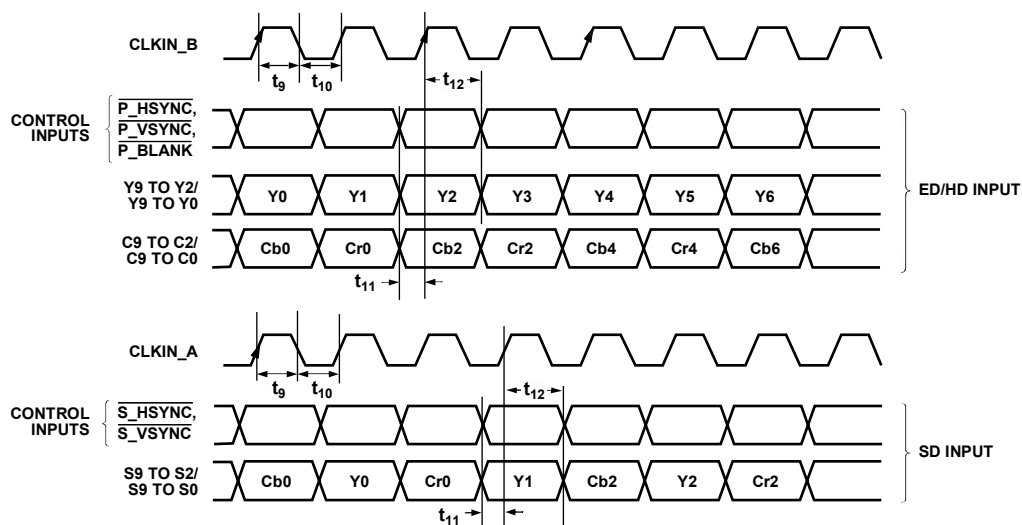 CLKIN_B
t9
t10
t12
CONTROL
INPUTS
P_HSYNC,
P_VSYNC,
P_BLANK
Y9 TO Y2/
Y9 TO Y0
Y0
Y1
Y2
Y3
Y4
Y5
Y6
ED/HD INPUT
C9 TO C2/
C9 TO C0
Cb0
Cr0
Cb2
Cr2
Cb4
Cr4
Cb6
t11
CLKIN_A
t9
t10
t12
CONTROL
INPUTS
S_HSYNC,
S_VSYNC
SD INPUT
S9 TO S2/
S9 TO S0
Cb0
Y0
Cr0
Y1
Cb2
Y2
Cr2
t11